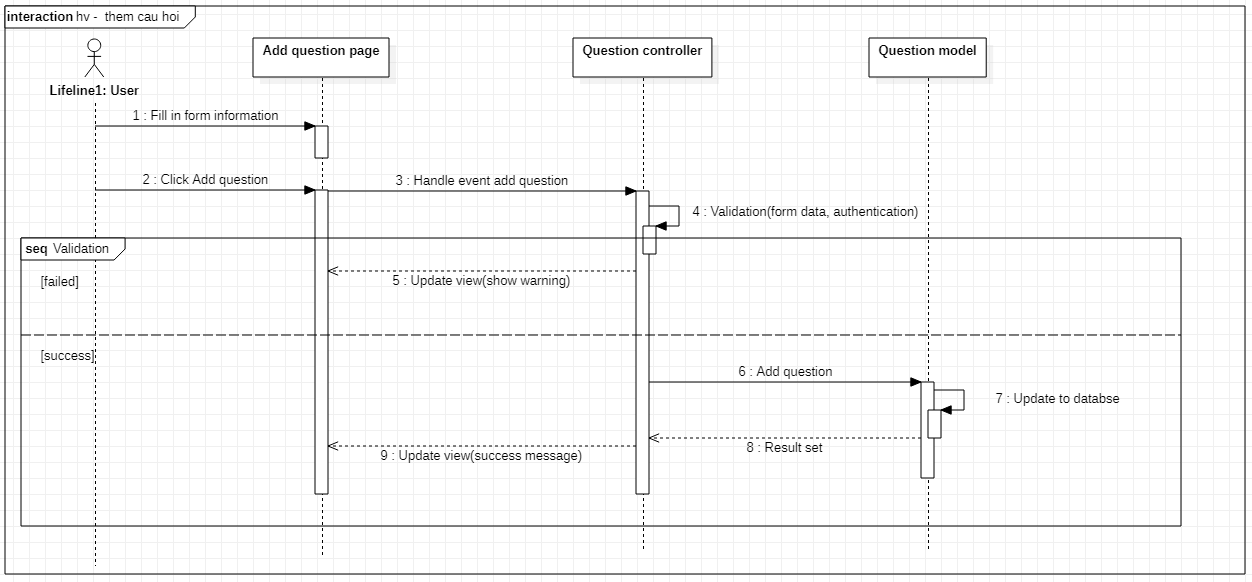 interaction hv - them cau hoi
Add question page
Question controller
Question model
Lifeline1: User
1 : Fill in form information
2 : Click Add question
3 : Handle event add question
4 : Validation(form data, authentication)
seq Validation
5 : Update view(show warning)
[failed]
[success]
6 : Add question
7 : Update to databse
8 : Result set
9 : Update view(success message)